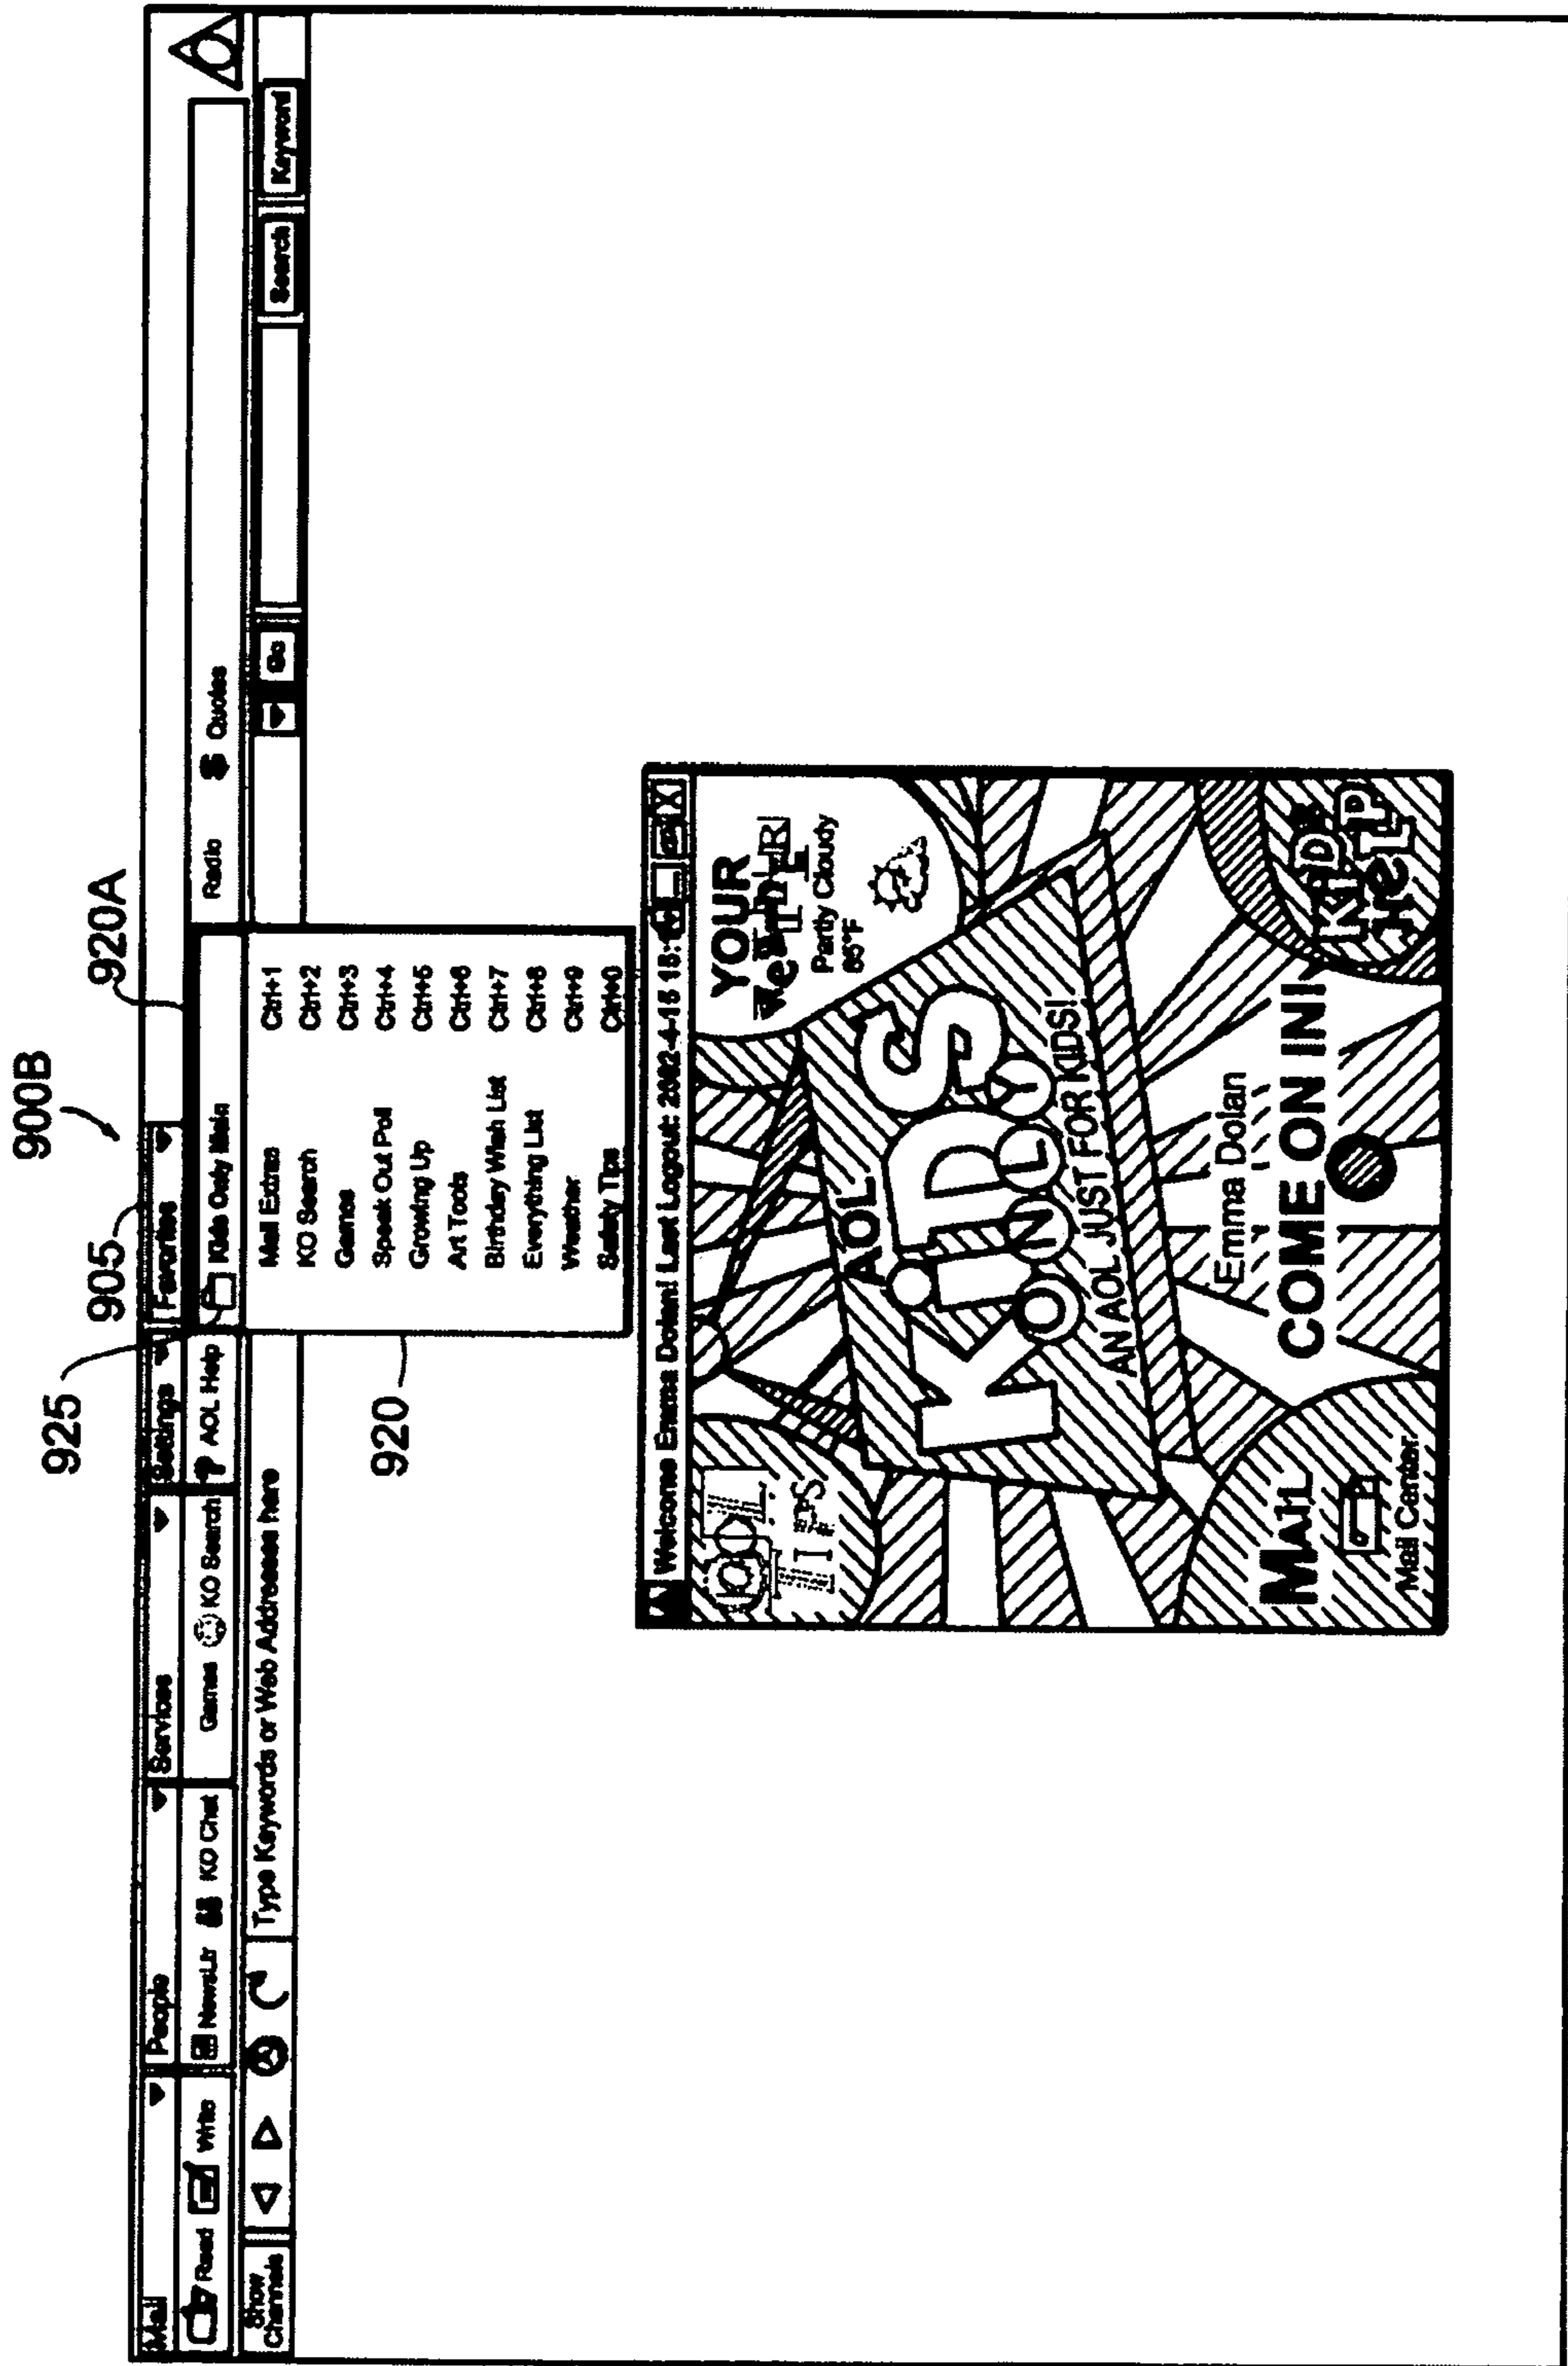 900B
925
905
920A
Mail
People
Services
Settings
Favorites
Read
Write
NewsLtr
KO Chat
Games
KO Search
AOL Help
Kids Only Main
Radio
$ Quotes
Show
Channels
Type Keywords or Web Addresses here
Go
Search
Keyword
Mail Extras Ctrl+1
KO Search Ctrl+2
Games Ctrl+3
Speak Out Poll Ctrl+4
Growing Up Ctrl+5
Art Tools Ctrl+6
Birthday Wish List Ctrl+7
Everything List Ctrl+8
Weather Ctrl+9
Safety Tips Ctrl+0
920
Welcome Emma Dolan! Last Logout: 2002-4-15 15:
YOUR
WeaTHeR
Partly Cloudy
65°F
AOL
KiDS
ONLY
AN AOL JUST FOR KIDS!
Emma Dolan
COME ON IN!
MAiL
Mail Center
KiDS
HeLP